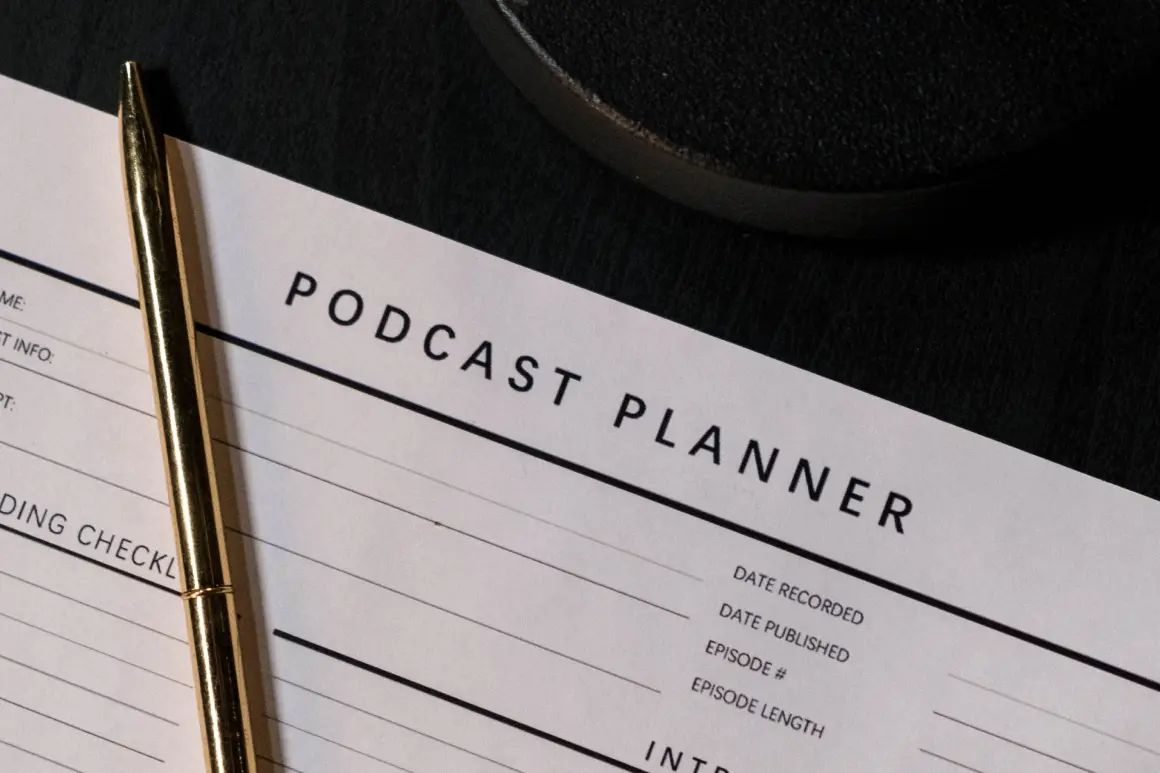 PODCAST PLANNER
ME:
T INFO:
PT:
DATE RECORDED
DATE PUBLISHED
EPISODE #
EPISODE LENGTH
DING CHECKL
INTR